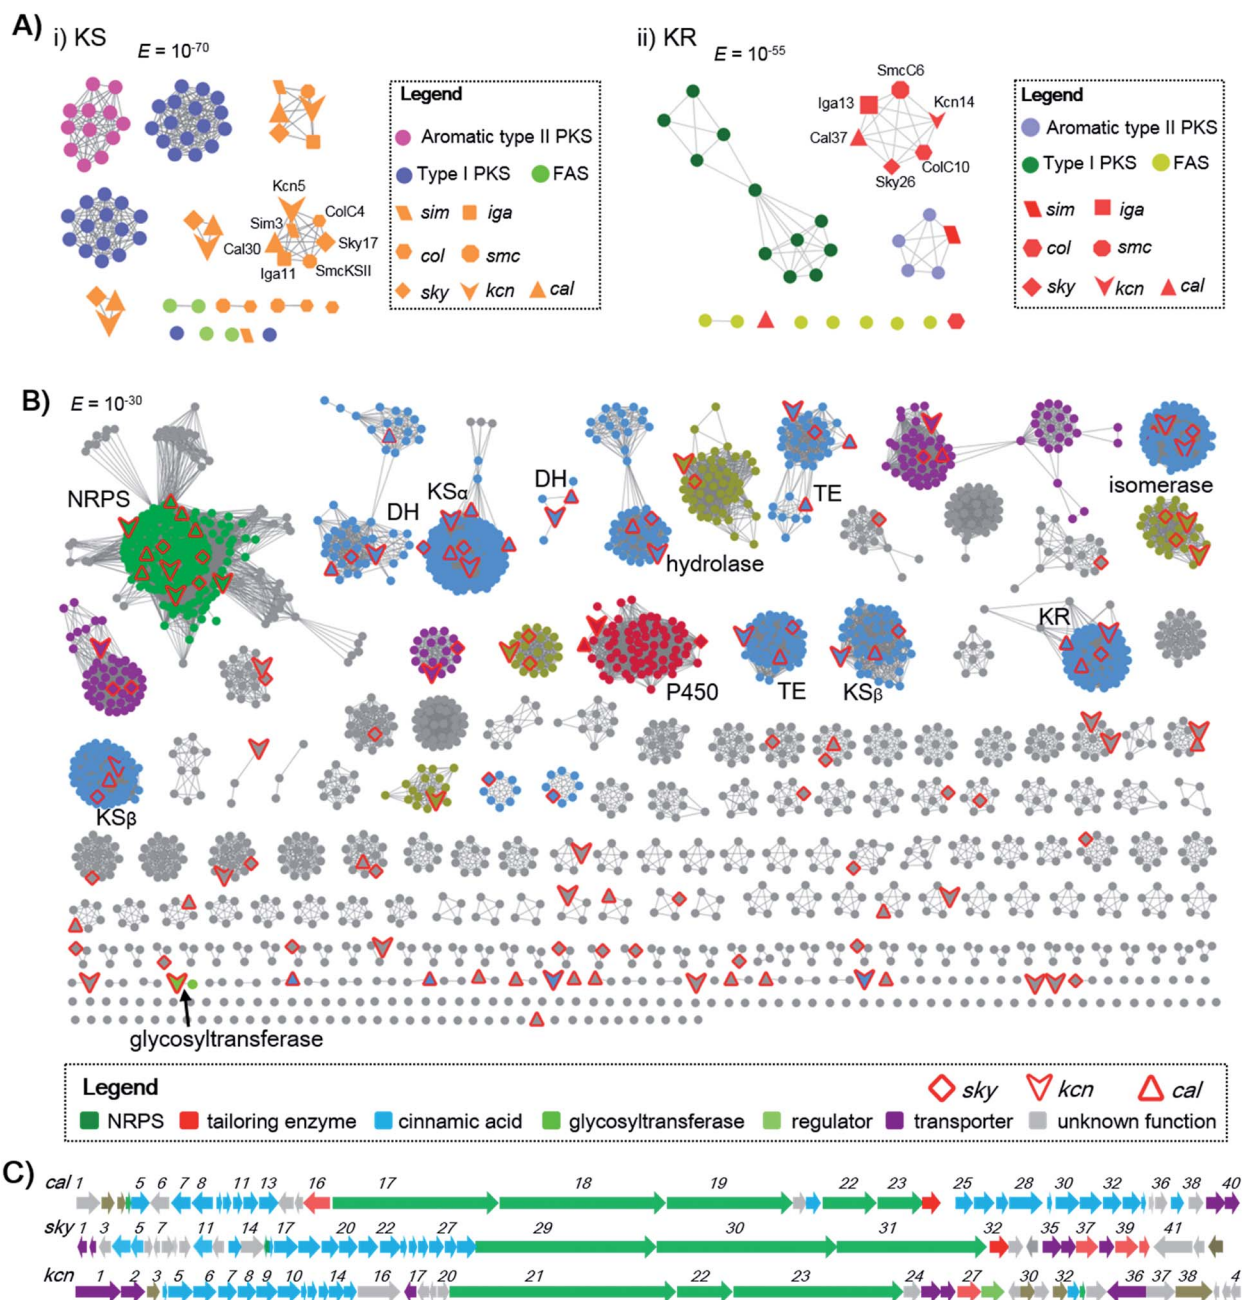 A)
i) KS
E = 10-70
Legend
Aromatic type II PKS
Type I PKS
FAS
sim
iga
col
smc
sky
kcn
cal
Kcn5
ColC4
Sim3
Sky17
Cal30
Iga11
SmcKSII
ii) KR
E = 10-55
SmcC6
Iga13
Kcn14
Cal37
ColC10
Sky26
Legend
Aromatic type II PKS
Type I PKS
FAS
sim
iga
col
smc
sky
kcn
cal
B)
E = 10-30
NRPS
DH
KSα
DH
hydrolase
TE
isomerase
P450
TE
KSβ
KR
KSβ
glycosyltransferase
Legend
sky
kcn
cal
NRPS
tailoring enzyme
cinnamic acid
glycosyltransferase
regulator
transporter
unknown function
C)
cal 1 5 6 7 8 11 13 16 17 18 19 22 23 25 28 30 32 36 38 40
sky 1 3 5 7 11 14 17 20 22 27 29 30 31 32 35 37 39 41
kcn 1 2 3 5 6 7 8 9 10 14 16 17 20 21 22 23 24 27 30 32 36 37 38 4